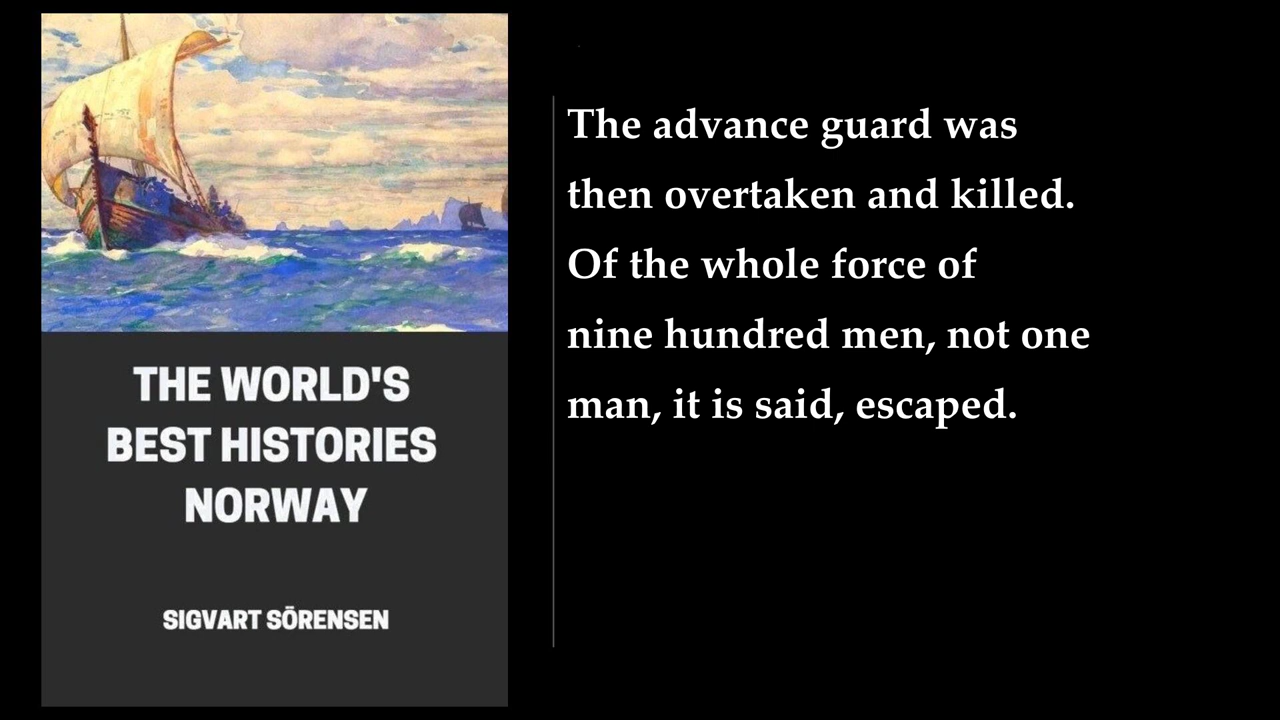 THE WORLD'S
BEST HISTORIES
NORWAY
SIGVART SÖRENSEN
The advance guard was
then overtaken and killed.
Of the whole force of
nine hundred men, not one
man, it is said, escaped.